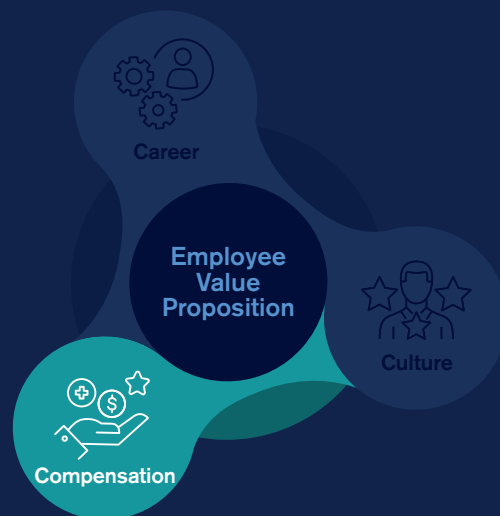 Career
Employee
Value
Proposition
Culture
$
Compensation